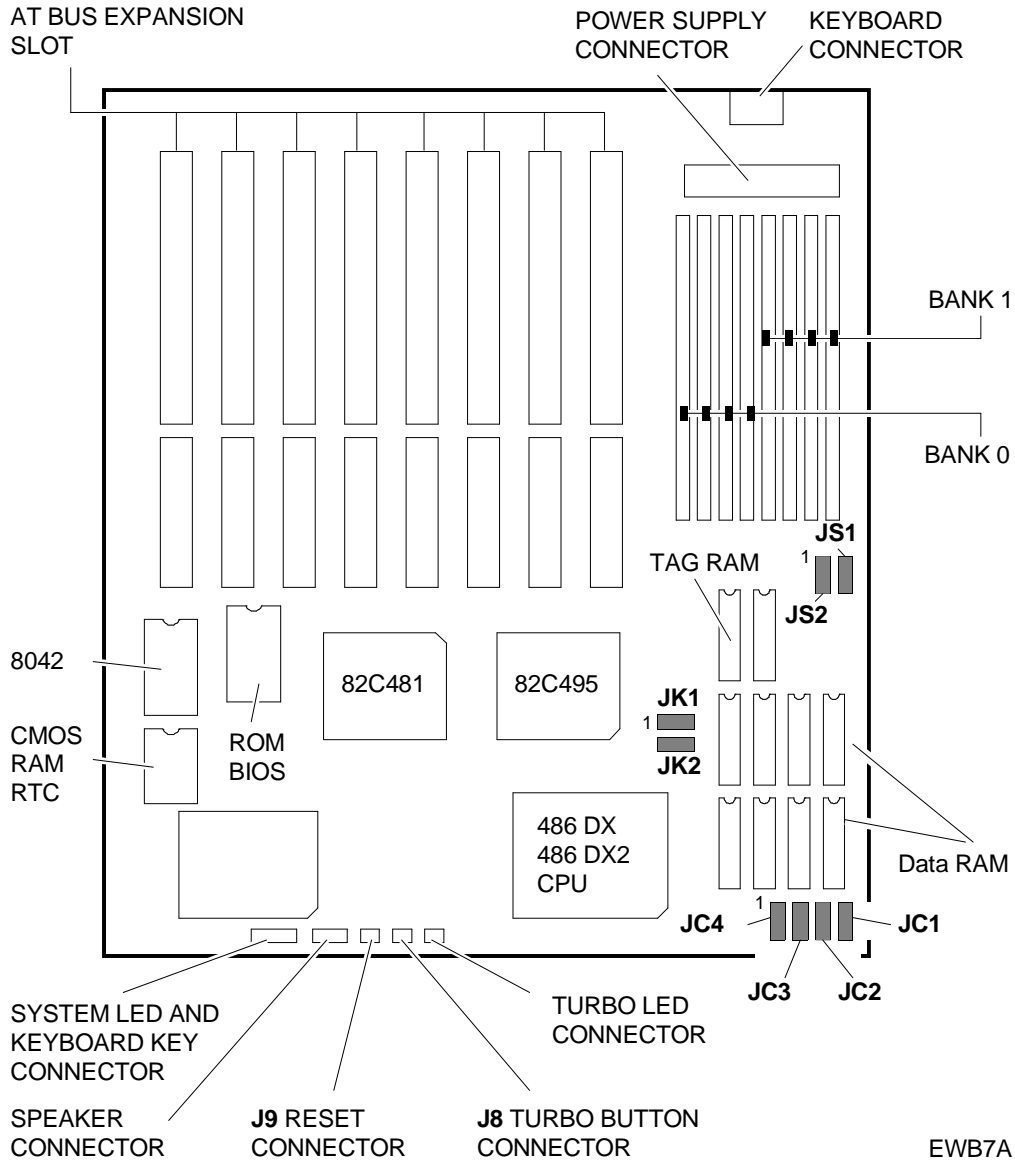 AT BUS EXPANSION
SLOT
POWER SUPPLY
CONNECTOR
KEYBOARD
CONNECTOR
BANK 1
BANK 0
JS1
1
JS2
TAG RAM
8042
82C481
82C495
JK1
1
JK2
CMOS
RAM
RTC
ROM
BIOS
486 DX
486 DX2
CPU
Data RAM
1
JC4
JC1
JC3
JC2
SYSTEM LED AND
KEYBOARD KEY
CONNECTOR
TURBO LED
CONNECTOR
SPEAKER
CONNECTOR
J9 RESET
CONNECTOR
J8 TURBO BUTTON
CONNECTOR
EWB7A